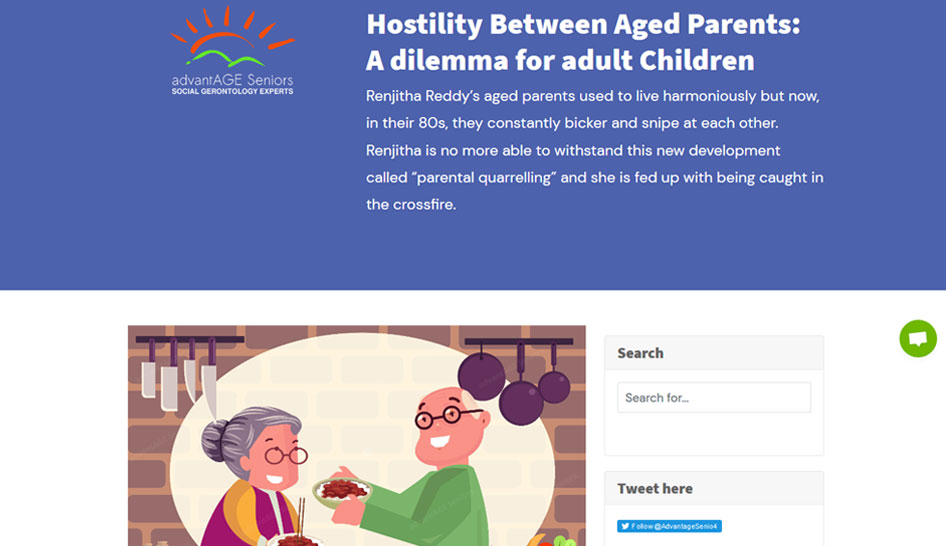 advantAGE Seniors
SOCIAL GERONTOLOGY EXPERTS
Hostility Between Aged Parents:
A dilemma for adult Children
Renjitha Reddy’s aged parents used to live harmoniously but now,
in their 80s, they constantly bicker and snipe at each other.
Renjitha is no more able to withstand this new development
called “parental quarrelling” and she is fed up with being caught in
the crossfire.
Search
Search for...
Tweet here
Follow @AdvantageSenio4